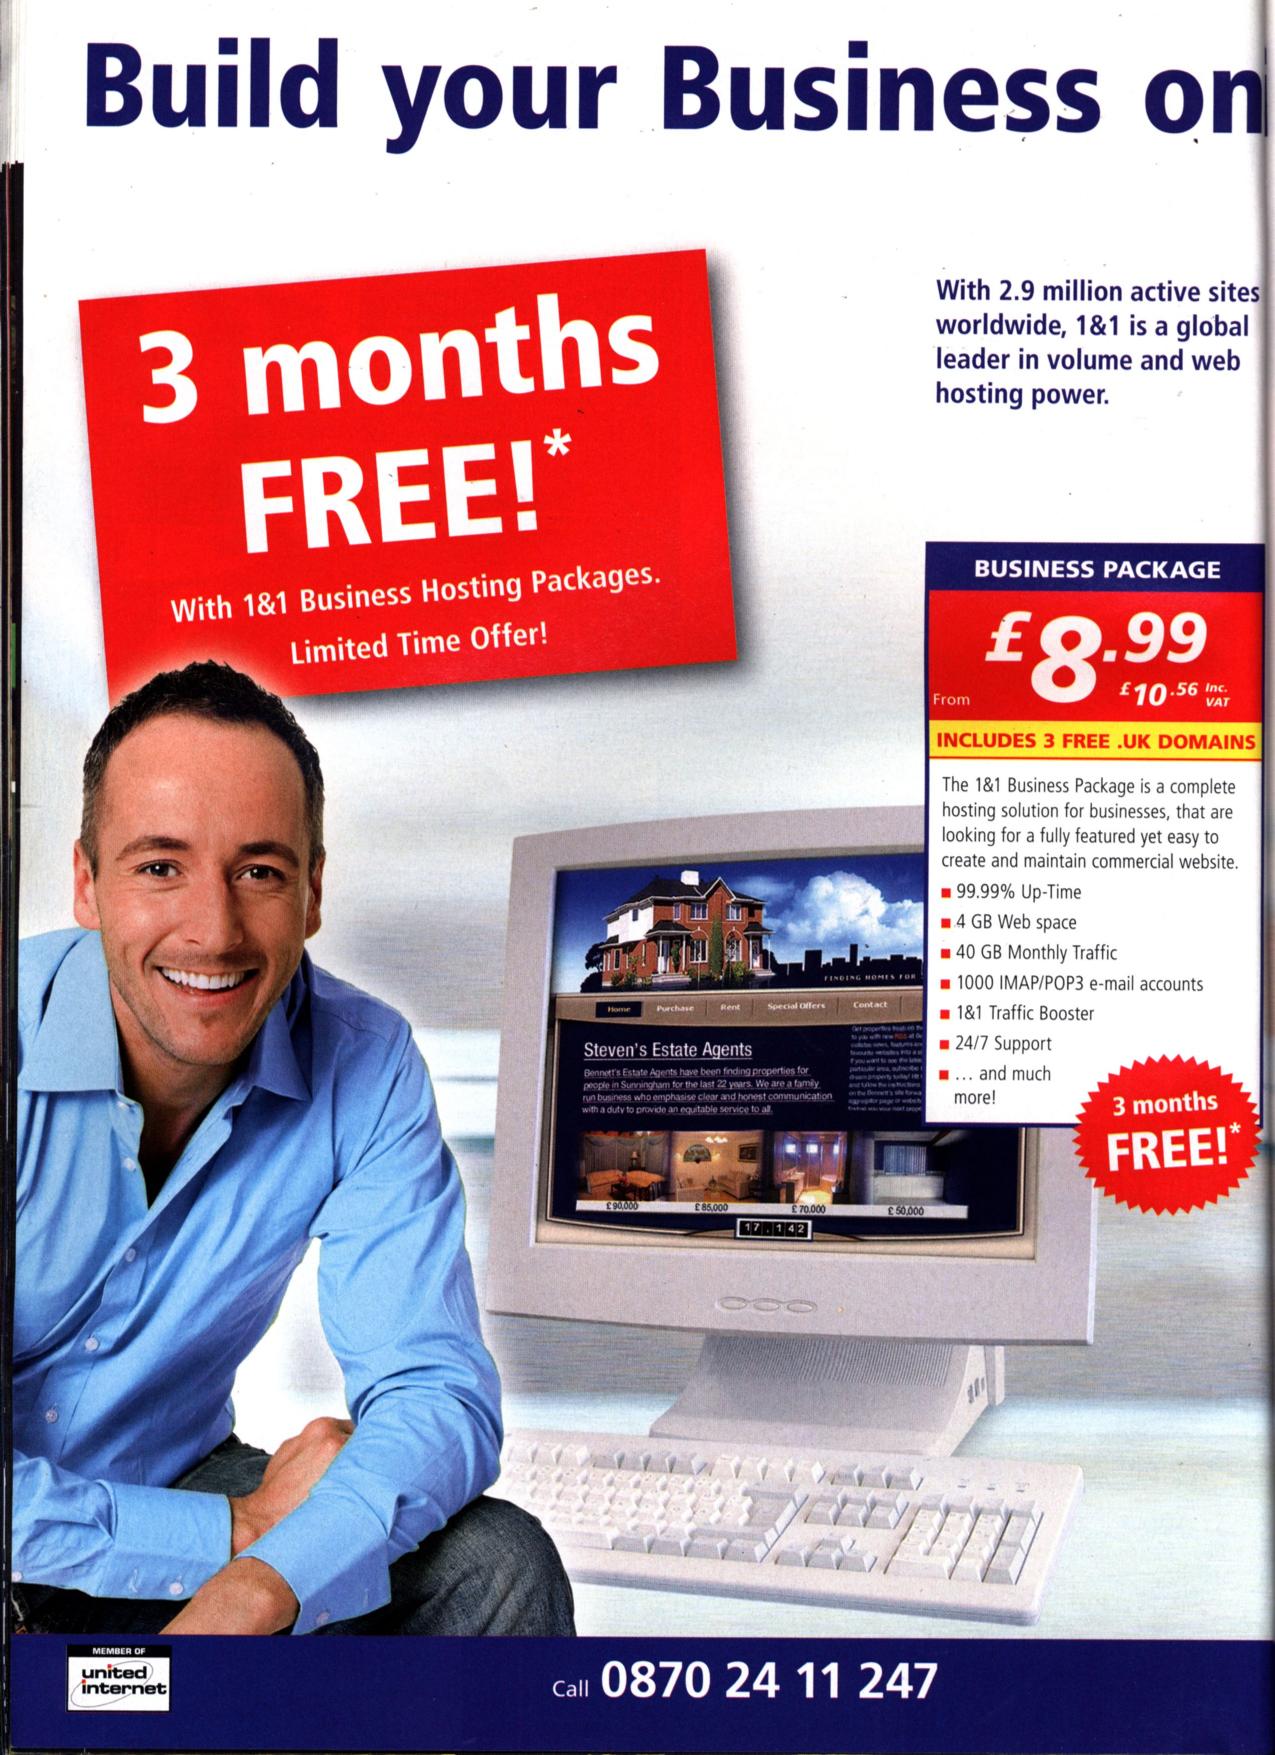 Build your Business on
3 months
FREE!*
With 1&1 Business Hosting Packages.
Limited Time Offer!
With 2.9 million active sites
worldwide, 1&1 is a global
leader in volume and web
hosting power.
BUSINESS PACKAGE
From £8.99
£10.56 Inc. VAT
INCLUDES 3 FREE .UK DOMAINS
The 1&1 Business Package is a complete
hosting solution for businesses, that are
looking for a fully featured yet easy to
create and maintain commercial website.
99.99% Up-Time
4 GB Web space
40 GB Monthly Traffic
1000 IMAP/POP3 e-mail accounts
1&1 Traffic Booster
24/7 Support
... and much
more!
3 months
FREE!*
FINDING HOMES FOR
Home Purchase Rent Special Offers Contact
Steven's Estate Agents
Bennett's Estate Agents have been finding properties for
people in Sunningham for the last 22 years. We are a family
run business who emphasise clear and honest communication
with a duty to provide an equitable service to all.
£90,000 £85,000 £70,000 £50,000
17.142
MEMBER OF
united
internet
Call 0870 24 11 247